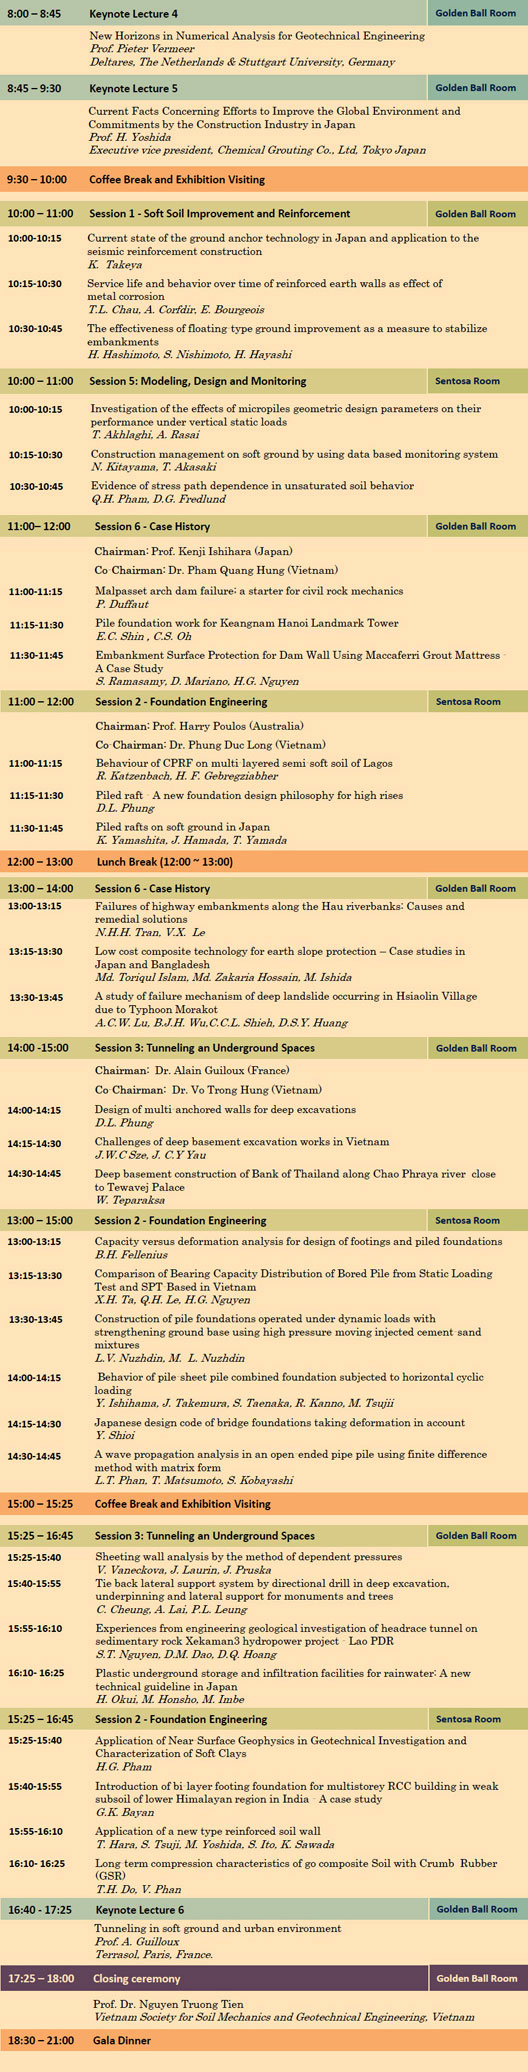 8:00 – 8:45 Keynote Lecture 4 Golden Ball Room
New Horizons in Numerical Analysis for Geotechnical Engineering
Prof. Pieter Vermeer
Deltares, The Netherlands & Stuttgart University, Germany
8:45 – 9:30 Keynote Lecture 5 Golden Ball Room
Current Facts Concerning Efforts to Improve the Global Environment and
Commitments by the Construction Industry in Japan
Prof. H. Yoshida
Executive vice president, Chemical Grouting Co., Ltd, Tokyo Japan
9:30 – 10:00 Coffee Break and Exhibition Visiting
10:00 – 11:00 Session 1 - Soft Soil Improvement and Reinforcement Golden Ball Room
10:00-10:15 Current state of the ground anchor technology in Japan and application to the
seismic reinforcement construction
K. Takeya
10:15-10:30 Service life and behavior over time of reinforced earth walls as effect of
metal corrosion
T.L. Chau, A. Corfdir, E. Bourgeois
10:30-10:45 The effectiveness of floating-type ground improvement as a measure to stabilize
embankments
H. Hashimoto, S. Nishimoto, H. Hayashi
10:00 – 11:00 Session 5: Modeling, Design and Monitoring Sentosa Room
10:00-10:15 Investigation of the effects of micropiles geometric design parameters on their
performance under vertical static loads
T. Akhlaghi, A. Rasai
10:15-10:30 Construction management on soft ground by using data based monitoring system
N. Kitayama, T. Akasaki
10:30-10:45 Evidence of stress path dependence in unsaturated soil behavior
Q.H. Pham, D.G. Fredlund
11:00– 12:00 Session 6 - Case History Golden Ball Room
Chairman: Prof. Kenji Ishihara (Japan)
Co-Chairman: Dr. Pham Quang Hung (Vietnam)
11:00-11:15 Malpasset arch dam failure; a starter for civil rock mechanics
P. Duffaut
11:15-11:30 Pile foundation work for Keangnam Hanoi Landmark Tower
E.C. Shin , C.S. Oh
11:30-11:45 Embankment Surface Protection for Dam Wall Using Maccaferri Grout Mattress -
A Case Study
S. Ramasamy, D. Mariano, H.G. Nguyen
11:00 – 12:00 Session 2 - Foundation Engineering Sentosa Room
Chairman: Prof. Harry Poulos (Australia)
Co-Chairman: Dr. Phung Duc Long (Vietnam)
11:00-11:15 Behaviour of CPRF on multi-layered semi-soft soil of Lagos
R. Katzenbach, H. F. Gebregziabher
11:15-11:30 Piled raft - A new foundation design philosophy for high rises
D.L. Phung
11:30-11:45 Piled rafts on soft ground in Japan
K. Yamashita, J. Hamada, T. Yamada
12:00 – 13:00 Lunch Break (12:00 ~ 13:00)
13:00 – 14:00 Session 6 - Case History Golden Ball Room
13:00-13:15 Failures of highway embankments along the Hau riverbanks: Causes and
remedial solutions
N.H.H. Tran, V.X. Le
13:15-13:30 Low cost composite technology for earth slope protection – Case studies in
Japan and Bangladesh
Md. Toriqul Islam, Md. Zakaria Hossain, M. Ishida
13:30-13:45 A study of failure mechanism of deep landslide occurring in Hsiaolin Village
due to Typhoon Morakot
A.C.W. Lu, B.J.H. Wu,C.C.L. Shieh, D.S.Y. Huang
14:00 -15:00 Session 3: Tunneling an Underground Spaces Golden Ball Room
Chairman: Dr. Alain Guiloux (France)
Co-Chairman: Dr. Vo Trong Hung (Vietnam)
14:00-14:15 Design of multi-anchored walls for deep excavations
D.L. Phung
14:15-14:30 Challenges of deep basement excavation works in Vietnam
J.W.C Sze, J. C.Y Yau
14:30-14:45 Deep basement construction of Bank of Thailand along Chao Phraya river close
to Tewavej Palace
W. Teparaksa
13:00 – 15:00 Session 2 - Foundation Engineering Sentosa Room
13:00-13:15 Capacity versus deformation analysis for design of footings and piled foundations
B.H. Fellenius
13:15-13:30 Comparison of Bearing Capacity Distribution of Bored Pile from Static Loading
Test and SPT-Based in Vietnam
X.H. Ta, Q.H. Le, H.G. Nguyen
13:30-13:45 Construction of pile foundations operated under dynamic loads with
strengthening ground base using high pressure moving injected cement-sand
mixtures
L.V. Nuzhdin, M. L. Nuzhdin
14:00-14:15 Behavior of pile-sheet pile combined foundation subjected to horizontal cyclic
loading
Y. Ishihama, J. Takemura, S. Taenaka, R. Kanno, M. Tsujii
14:15-14:30 Japanese design code of bridge foundations taking deformation in account
Y. Shioi
14:30-14:45 A wave propagation analysis in an open-ended pipe pile using finite difference
method with matrix form
L.T. Phan, T. Matsumoto, S. Kobayashi
15:00 – 15:25 Coffee Break and Exhibition Visiting
15:25 – 16:45 Session 3: Tunneling an Underground Spaces Golden Ball Room
15:25-15:40 Sheeting wall analysis by the method of dependent pressures
V. Vaneckova, J. Laurin, J. Pruska
15:40-15:55 Tie back lateral support system by directional drill in deep excavation,
underpinning and lateral support for monuments and trees
C. Cheung, A. Lai, P.L. Leung
15:55-16:10 Experiences from engineering geological investigation of headrace tunnel on
sedimentary rock Xekaman3 hydropower project - Lao PDR
S.T. Nguyen, D.M. Dao, D.Q. Hoang
16:10- 16:25 Plastic underground storage and infiltration facilities for rainwater: A new
technical guideline in Japan
H. Okui, M. Honsho, M. Imbe
15:25 – 16:45 Session 2 - Foundation Engineering Sentosa Room
15:25-15:40 Application of Near Surface Geophysics in Geotechnical Investigation and
Characterization of Soft Clays
H.G. Pham
15:40-15:55 Introduction of bi-layer footing foundation for multistorey RCC building in weak
subsoil of lower Himalayan region in India - A case study
G.K. Bayan
15:55-16:10 Application of a new type reinforced soil wall
T. Hara, S. Tsuji, M. Yoshida, S. Ito, K. Sawada
16:10- 16:25 Long-term compression characteristics of go composite Soil with Crumb Rubber
(GSR)
T.H. Do, V. Phan
16:40 - 17:25 Keynote Lecture 6 Golden Ball Room
Tunneling in soft ground and urban environment
Prof. A. Guilloux
Terrasol, Paris, France.
17:25 – 18:00 Closing ceremony Golden Ball Room
Prof. Dr. Nguyen Truong Tien
Vietnam Society for Soil Mechanics and Geotechnical Engineering, Vietnam
18:30 – 21:00 Gala Dinner